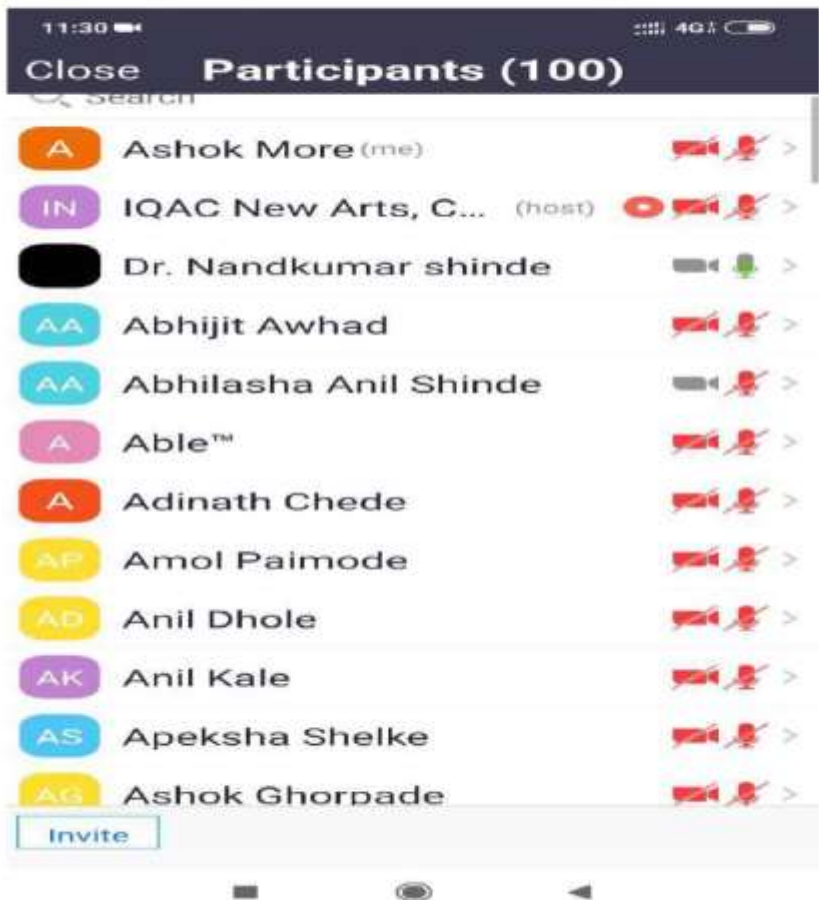 11:30 4G
Close Participants (100)
Search
A Ashok More (me)
IN IQAC New Arts, C... (host)
Dr. Nandkumar shinde
AA Abhijit Awhad
AA Abhilasha Anil Shinde
A Able™
A Adinath Chede
AP Amol Paimode
AD Anil Dhole
AK Anil Kale
AS Apeksha Shelke
AG Ashok Ghorpade
Invite